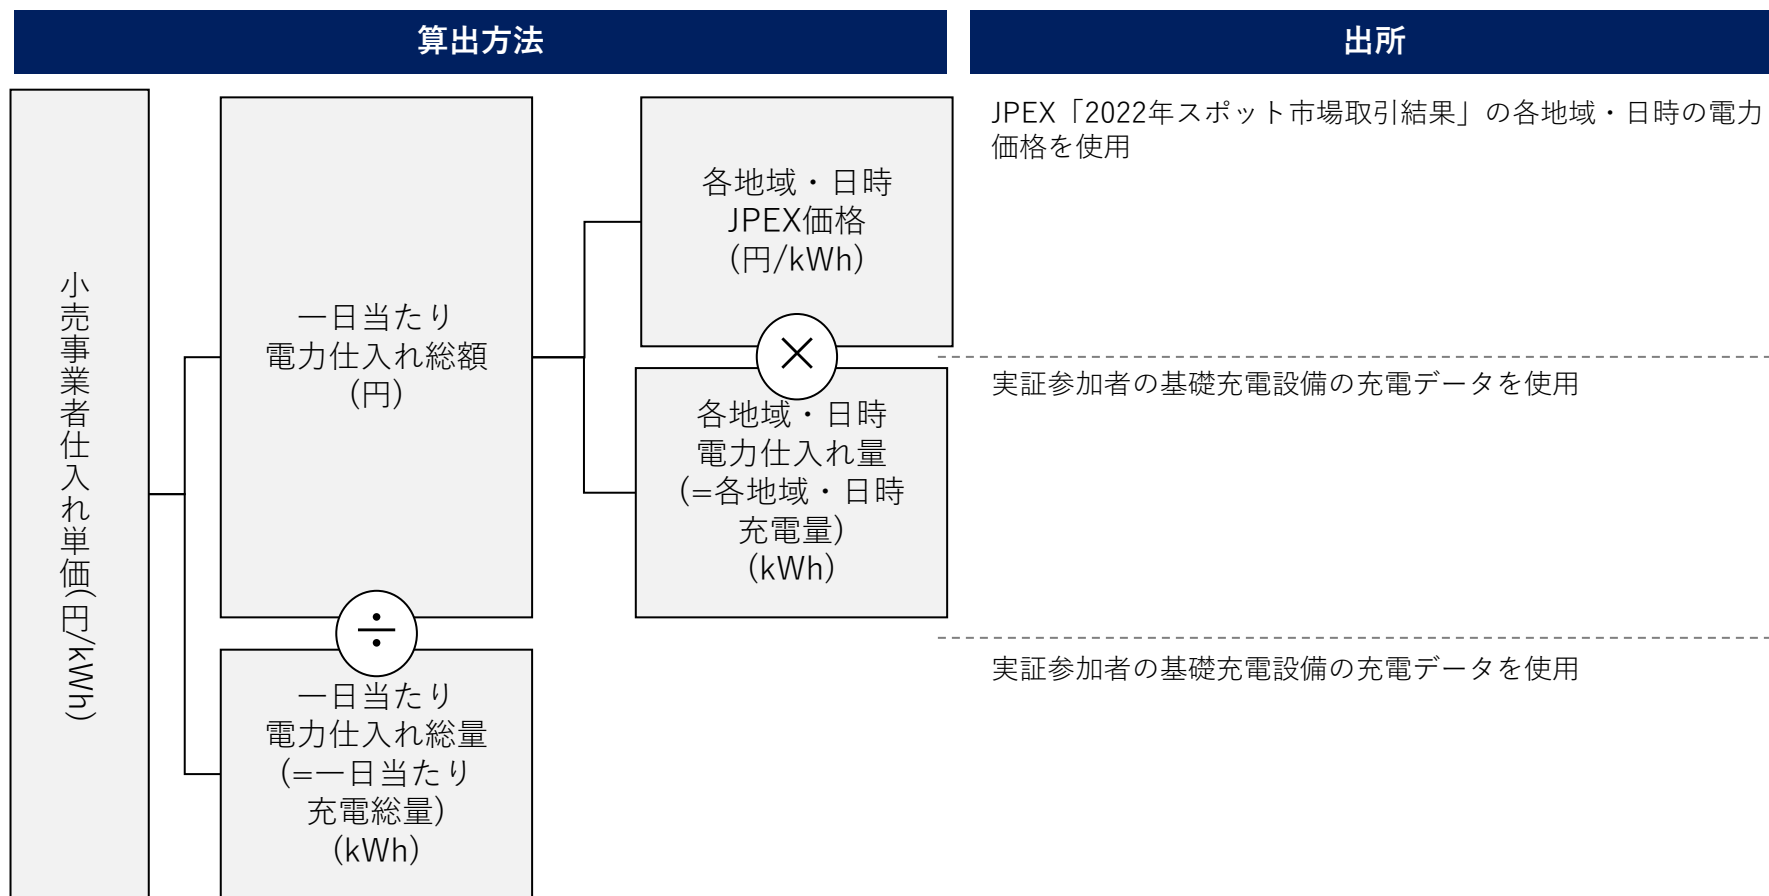 算出方法
出所
小売事業者仕入れ単価(円/kWh)
一日当たり
電力仕入れ総額
(円)
÷
一日当たり
電力仕入れ総量
(=一日当たり
充電総量)
(kWh)
各地域・日時
JPEX価格
(円/kWh)
×
各地域・日時
電力仕入れ量
(=各地域・日時
充電量)
(kWh)
JPEX「2022年スポット市場取引結果」の各地域・日時の電力
価格を使用
実証参加者の基礎充電設備の充電データを使用
実証参加者の基礎充電設備の充電データを使用